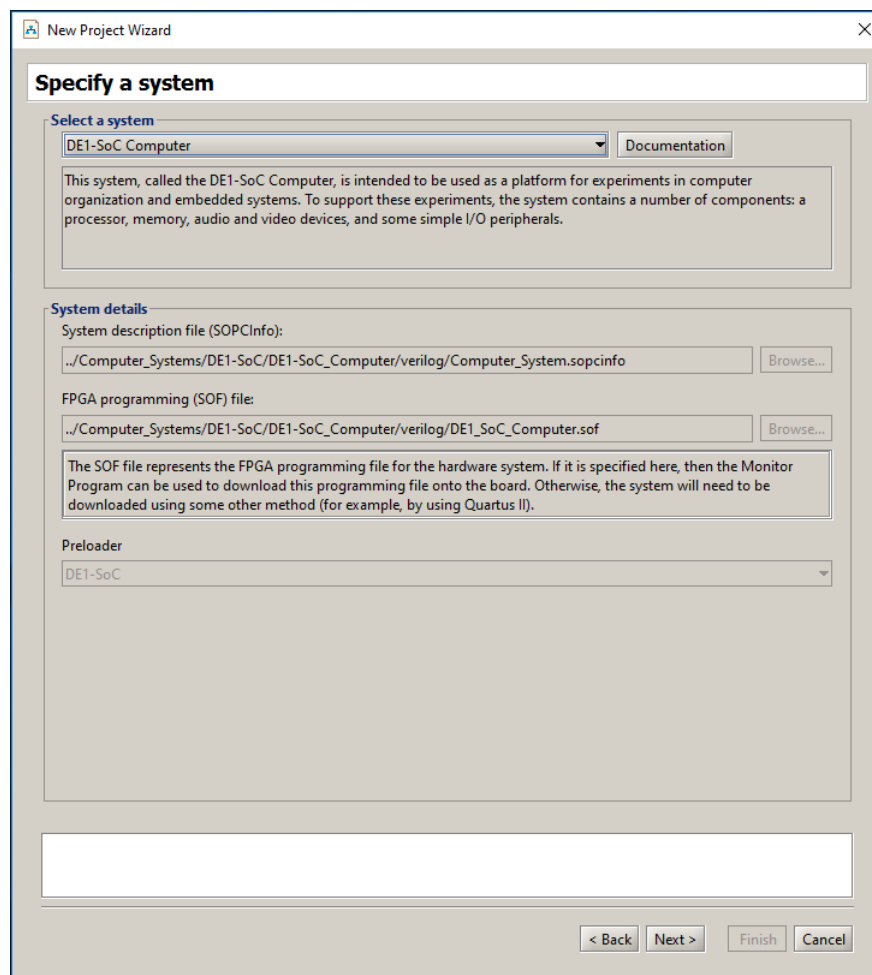 New Project Wizard
Specify a system
Select a system
DE1-SoC Computer
Documentation
This system, called the DE1-SoC Computer, is intended to be used as a platform for experiments in computer
organization and embedded systems. To support these experiments, the system contains a number of components: a
processor, memory, audio and video devices, and some simple I/O peripherals.
System details
System description file (SOPCInfo):
../Computer_Systems/DE1-SoC/DE1-SoC_Computer/verilog/Computer_System.sopcinfo
Browse...
FPGA programming (SOF) file:
../Computer_Systems/DE1-SoC/DE1-SoC_Computer/verilog/DE1_SoC_Computer.sof
Browse...
The SOF file represents the FPGA programming file for the hardware system. If it is specified here, then the Monitor
Program can be used to download this programming file onto the board. Otherwise, the system will need to be
downloaded using some other method (for example, by using Quartus II).
Preloader
DE1-SoC
< Back
Next >
Finish
Cancel